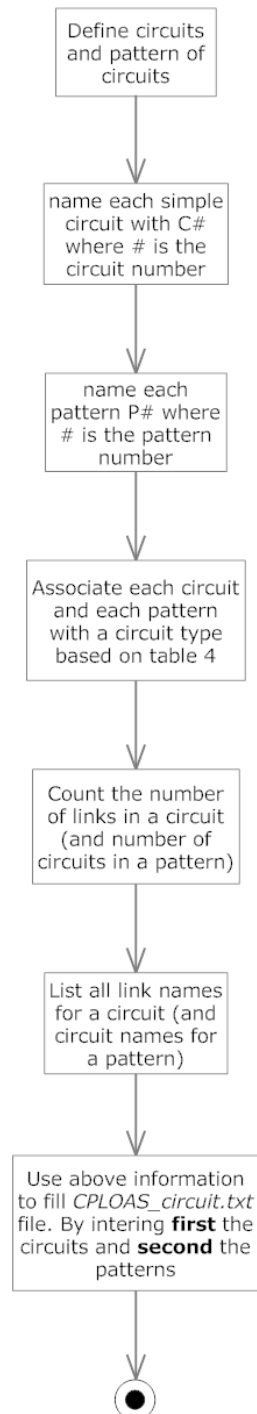 Define circuits
and pattern of
circuits
name each simple
circuit with C#
where # is the
circuit number
name each
pattern P# where
# is the pattern
number
Associate each circuit
and each pattern
with a circuit type
based on table 4
Count the number
of links in a circuit
(and number of
circuits in a pattern)
List all link names
for a circuit (and
circuit names for
a pattern)
Use above information
to fill CPLOAS_circuit.txt
file. By intering first the
circuits and second the
patterns